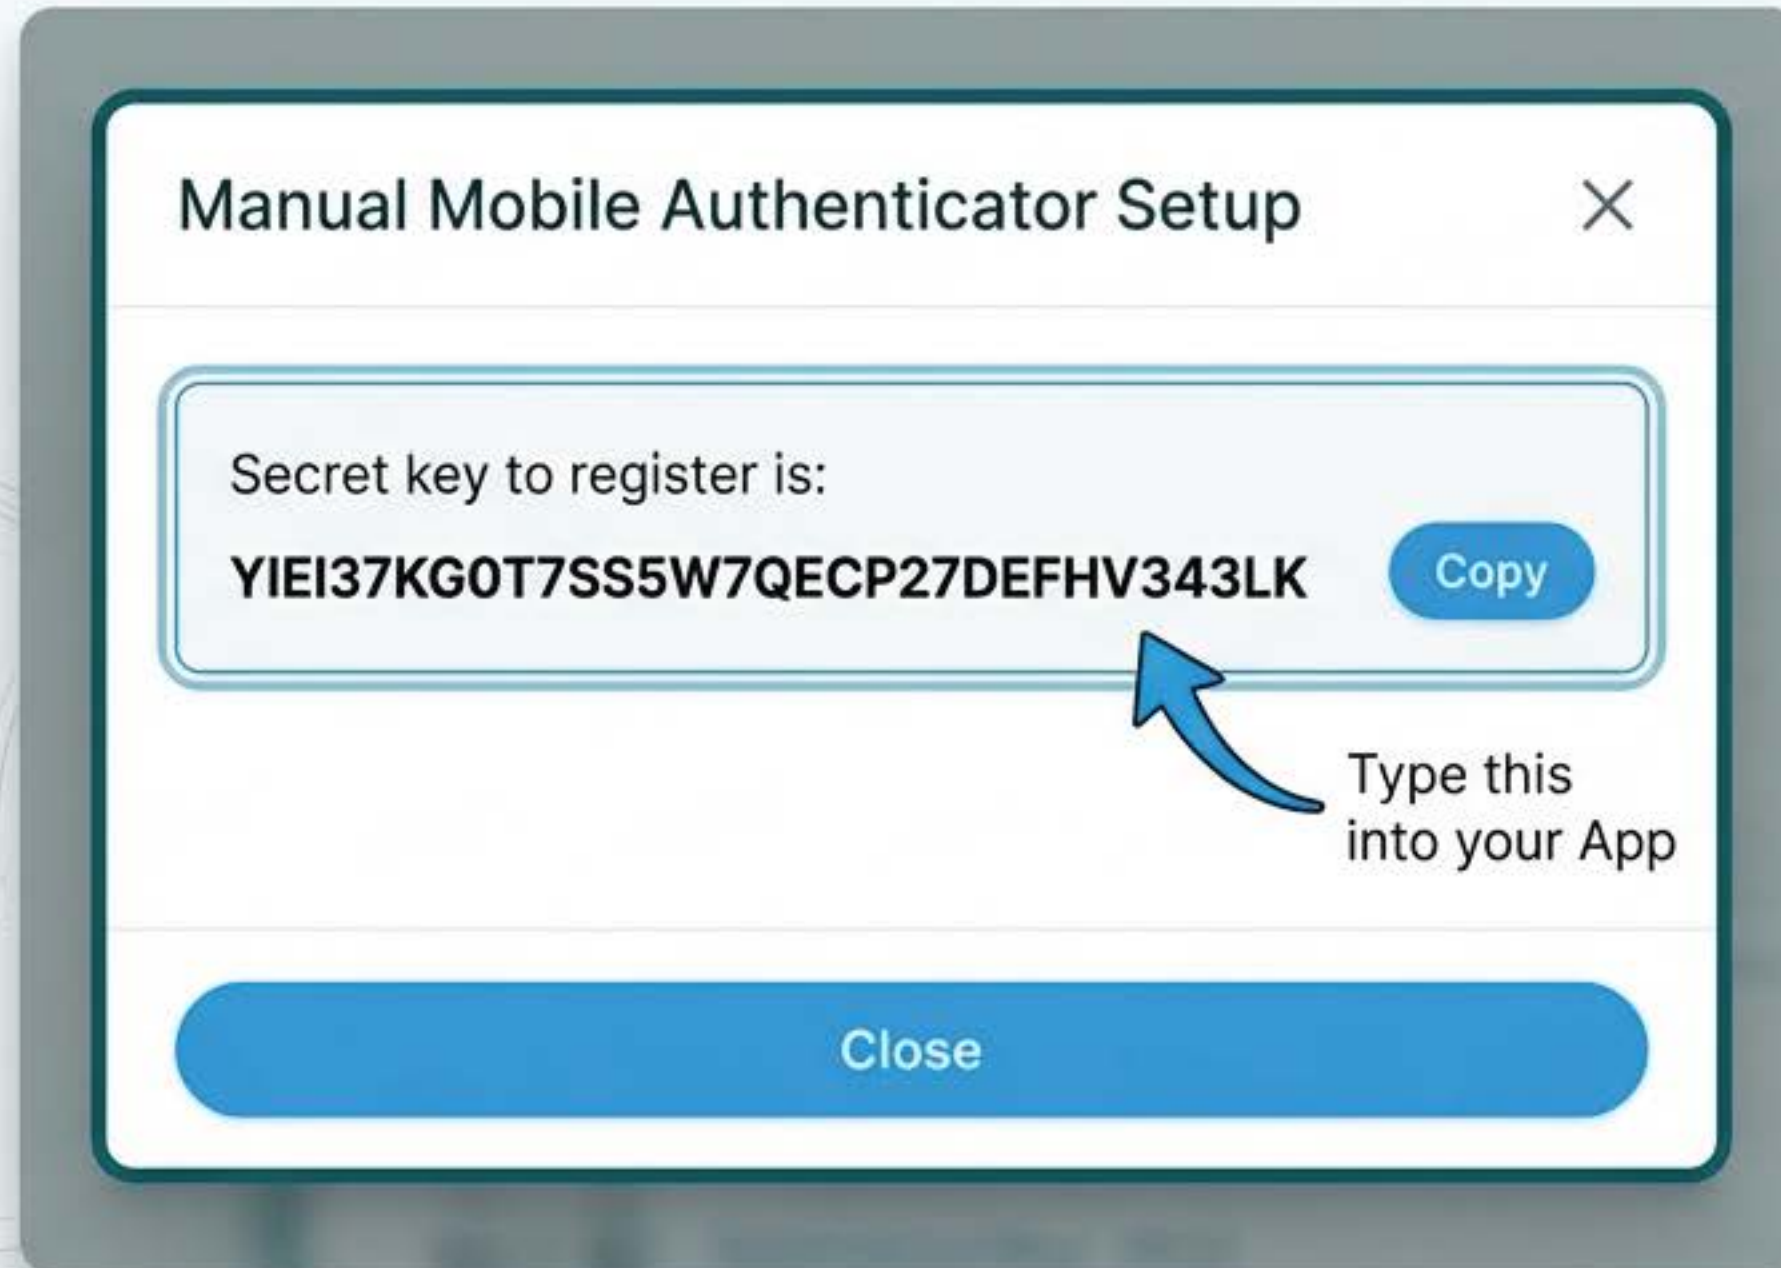 Manual Mobile Authenticator Setup
Secret key to register is:
YIEI37KG0T7SS5W7QECP27DEFHV343LK
Copy
Type this
into your App
Close